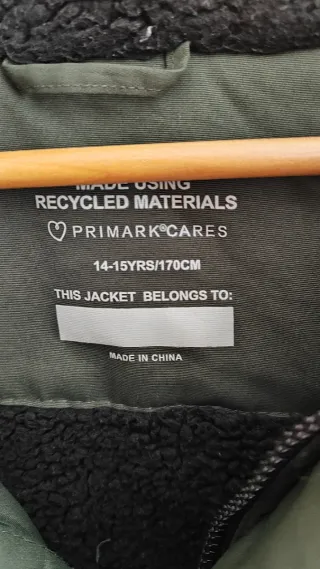 MADE USING
RECYCLED MATERIALS
PRIMARK®CARES
14-15YRS/170CM
THIS JACKET BELONGS TO:
MADE IN CHINA